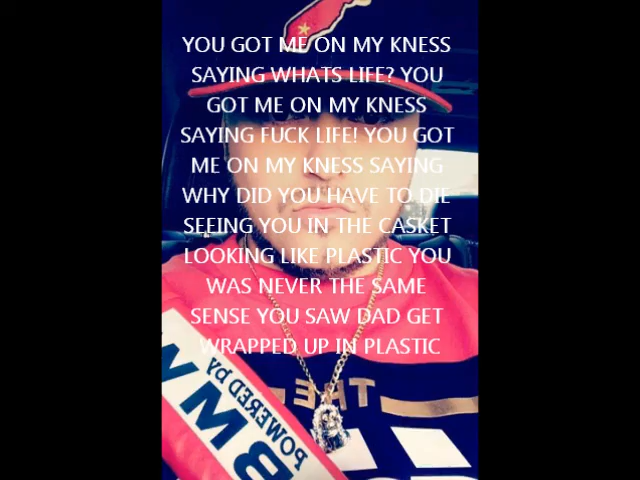 YOU GOT ME ON MY KNESS
SAYING WHATS LIFE? YOU
GOT ME ON MY KNESS
SAYING FUCK LIFE! YOU GOT
ME ON MY KNESS SAYING
WHY DID YOU HAVE TO DIE
SEEING YOU IN THE CASKET
LOOKING LIKE PLASTIC YOU
WAS NEVER THE SAME
SENSE YOU SAW DAD GET
WRAPPED UP IN PLASTIC
POWERED by
BMW
THE